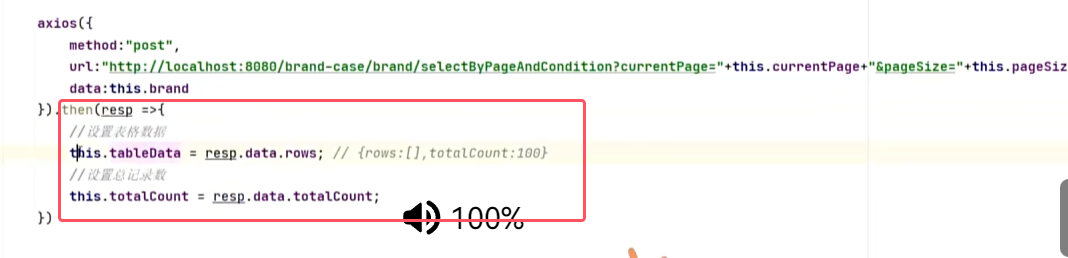 axios({
method:"post",
url:"http://localhost:8080/brand-case/brand/selectByPageAndCondition?currentPage="+this.currentPage+"&pageSize="+this.pageSiz
data:this.brand
}).then(resp =>{
//设置表格数据
this.tableData = resp.data.rows; // {rows:[],totalCount:100}
//设置总记录数
this.totalCount = resp.data.totalCount;
})
100%